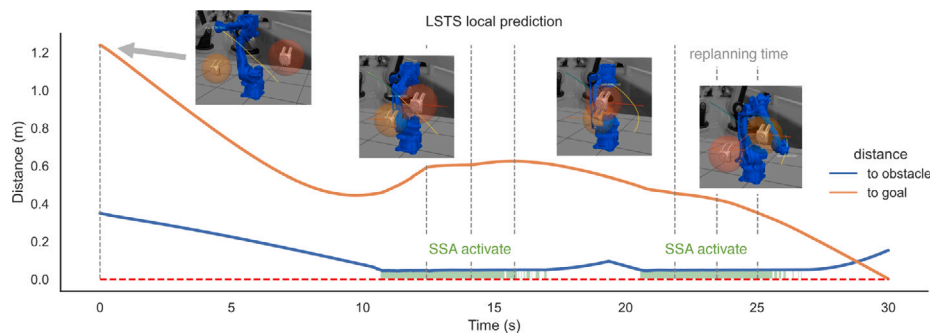 LSTS local prediction
replanning time
1.2
1.0
0.8
0.6
0.4
0.2
0.0
Distance (m)
distance
to obstacle
to goal
SSA activate
SSA activate
0
5
10
15
20
25
30
Time (s)